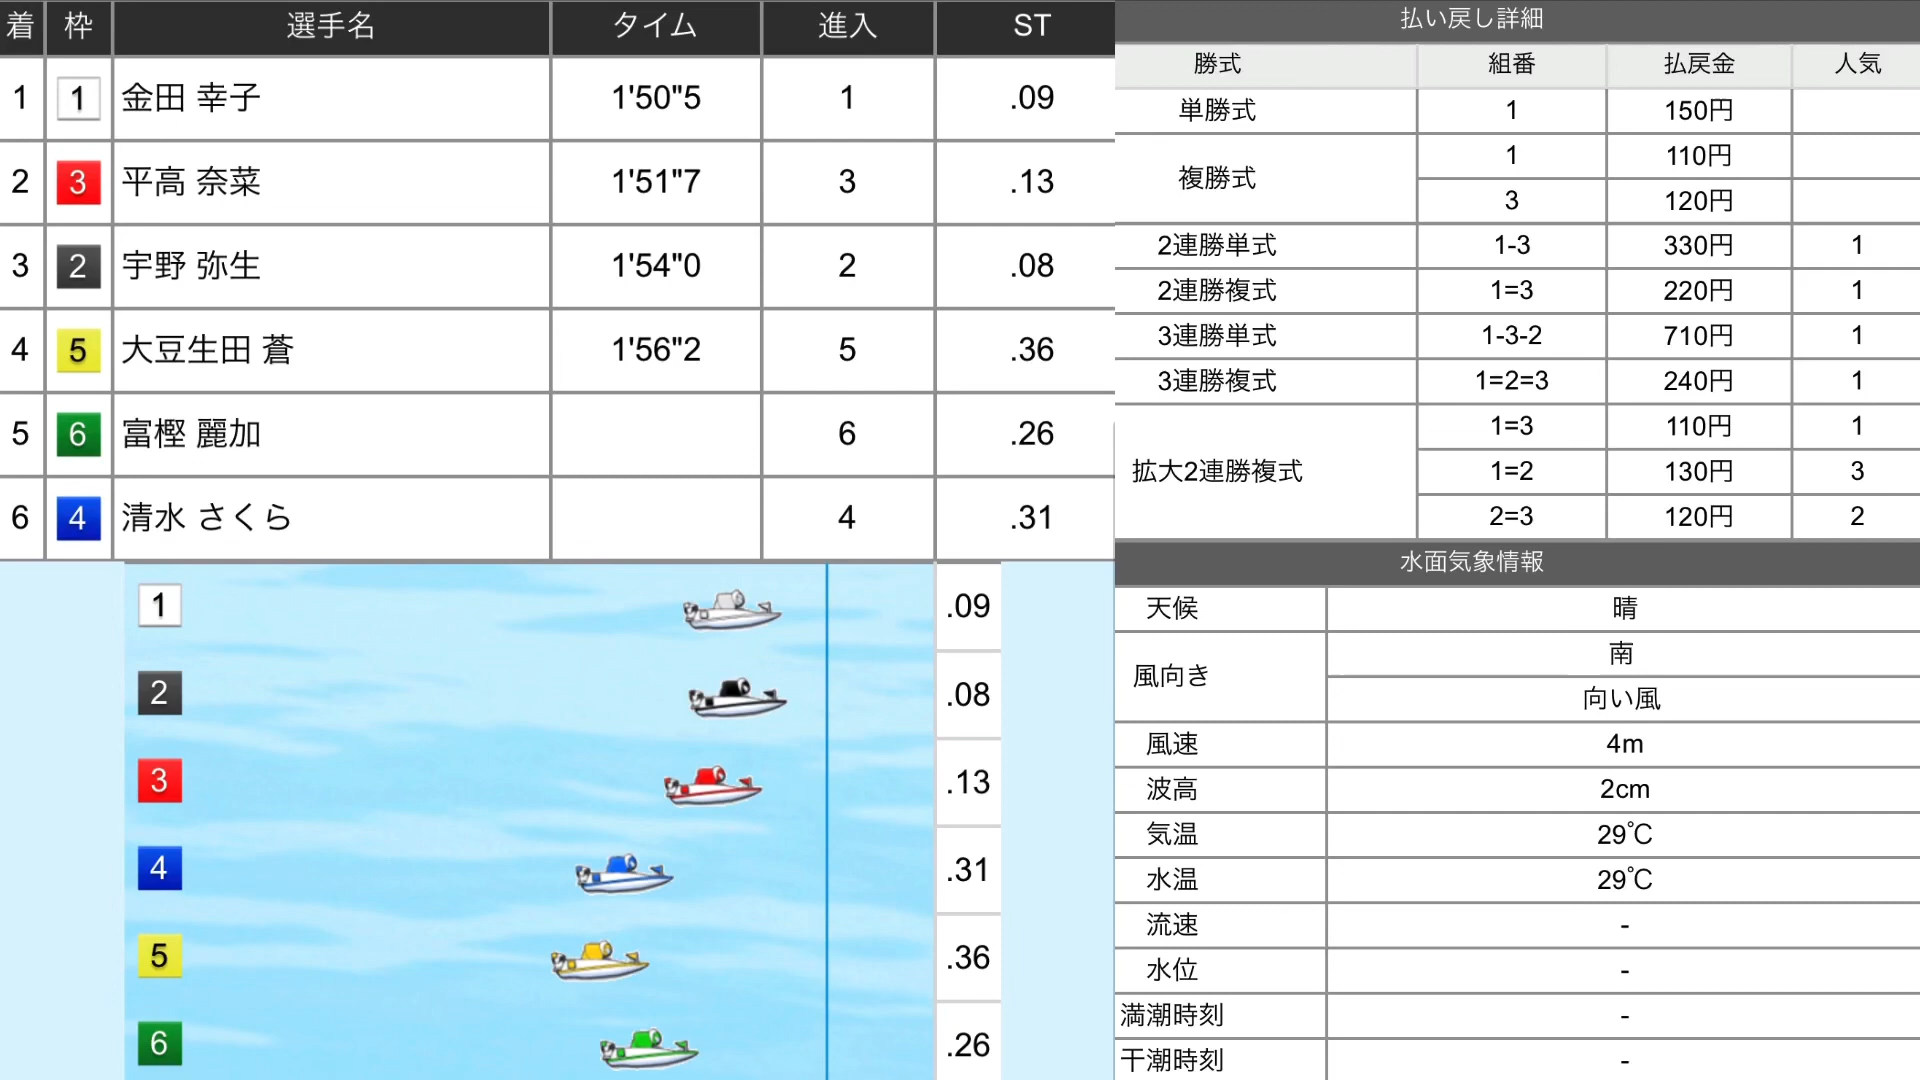 着 枠 選手名 タイム 進入 ST
1 1 金田 幸子 1'50"5 1 .09
2 3 平高 奈菜 1'51"7 3 .13
3 2 宇野 弥生 1'54"0 2 .08
4 5 大豆生田 蒼 1'56"2 5 .36
5 6 富樫 麗加 6 .26
6 4 清水 さくら 4 .31
1 .09
2 .08
3 .13
4 .31
5 .36
6 .26
払い戻し詳細
勝式 組番 払戻金 人気
単勝式 1 150円
複勝式 1 110円
3 120円
2連勝単式 1-3 330円 1
2連勝複式 1=3 220円 1
3連勝単式 1-3-2 710円 1
3連勝複式 1=2=3 240円 1
拡大2連勝複式 1=3 110円 1
1=2 130円 3
2=3 120円 2
水面気象情報
天候 晴
風向き 南
向い風
風速 4m
波高 2cm
気温 29℃
水温 29℃
流速 -
水位 -
満潮時刻 -
干潮時刻 -